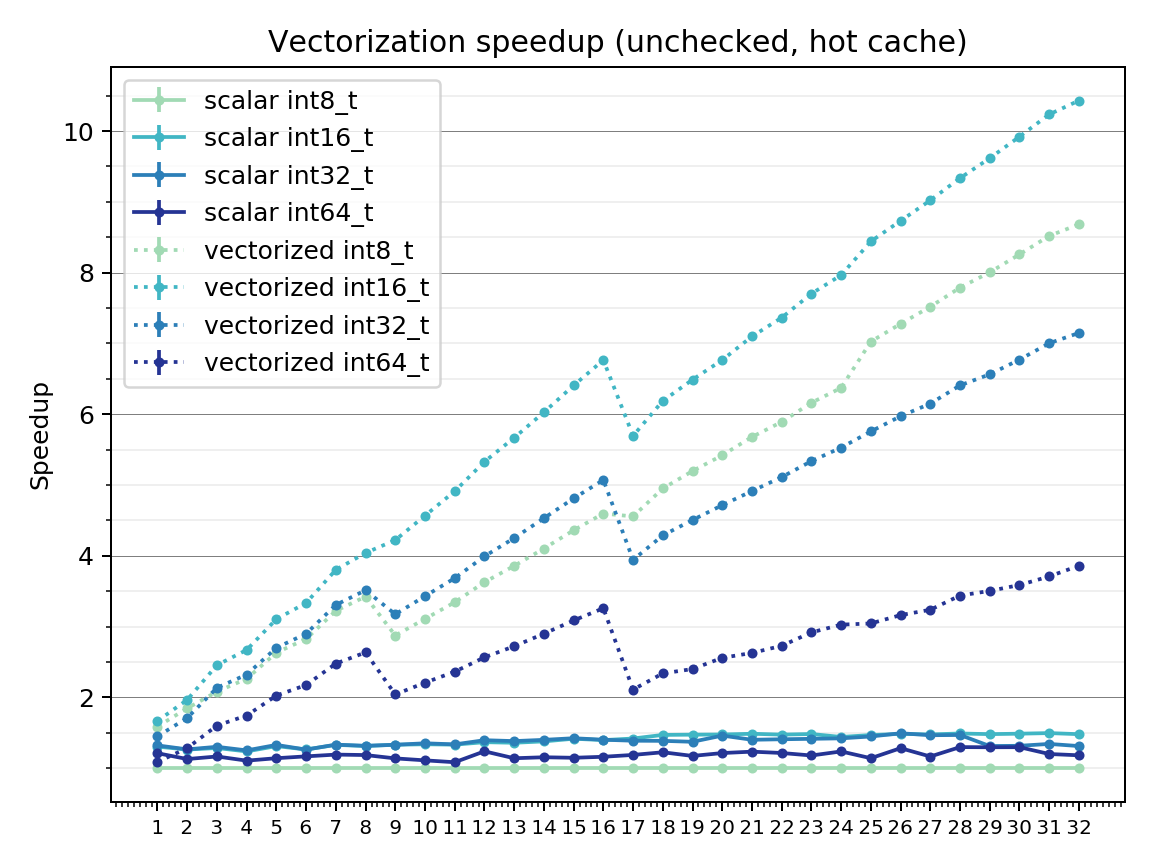 Vectorization speedup (unchecked, hot cache)
scalar int8_t
scalar int16_t
scalar int32_t
scalar int64_t
vectorized int8_t
vectorized int16_t
vectorized int32_t
vectorized int64_t
Speedup
10
8
6
4
2
1 2 3 4 5 6 7 8 9 10 11 12 13 14 15 16 17 18 19 20 21 22 23 24 25 26 27 28 29 30 31 32